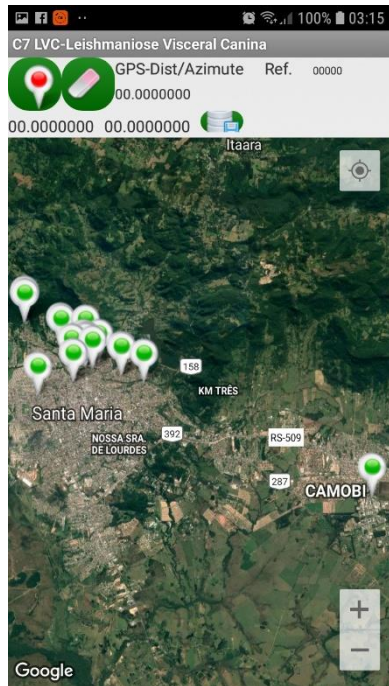 100% 03:15
C7 LVC-Leishmaniose Visceral Canina
GPS-Dist/Azimute Ref. 00000
00.0000000
00.0000000 00.0000000
Itaara
158
KM TRÊS
Santa Maria
392
NOSSA SRA.
DE LOURDES
RS-509
287
CAMOBI
+
−
Google